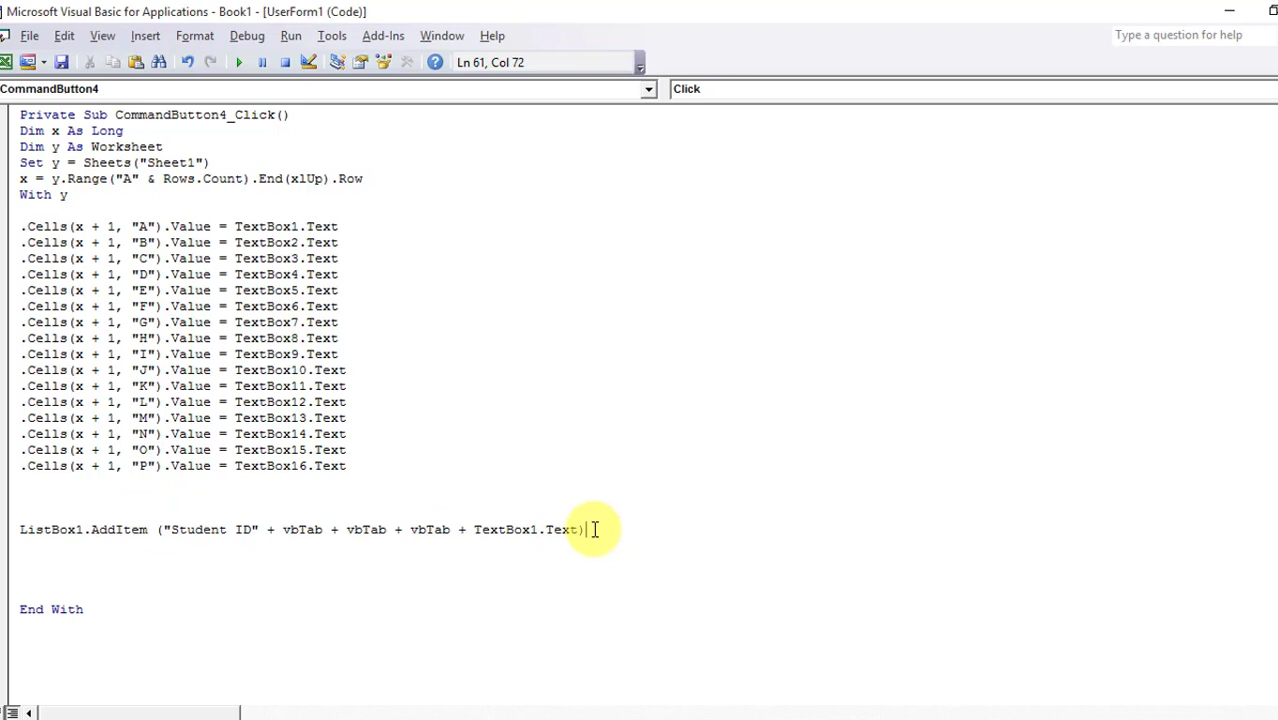 Microsoft Visual Basic for Applications - Book1 - [UserForm1 (Code)]
File Edit View Insert Format Debug Run Tools Add-Ins Window Help
Type a question for help
Ln 61, Col 72
CommandButton4
Click
Private Sub CommandButton4_Click()
Dim x As Long
Dim y As Worksheet
Set y = Sheets("Sheet1")
x = y.Range("A" & Rows.Count).End(xlUp).Row
With y
.Cells(x + 1, "A").Value = TextBox1.Text
.Cells(x + 1, "B").Value = TextBox2.Text
.Cells(x + 1, "C").Value = TextBox3.Text
.Cells(x + 1, "D").Value = TextBox4.Text
.Cells(x + 1, "E").Value = TextBox5.Text
.Cells(x + 1, "F").Value = TextBox6.Text
.Cells(x + 1, "G").Value = TextBox7.Text
.Cells(x + 1, "H").Value = TextBox8.Text
.Cells(x + 1, "I").Value = TextBox9.Text
.Cells(x + 1, "J").Value = TextBox10.Text
.Cells(x + 1, "K").Value = TextBox11.Text
.Cells(x + 1, "L").Value = TextBox12.Text
.Cells(x + 1, "M").Value = TextBox13.Text
.Cells(x + 1, "N").Value = TextBox14.Text
.Cells(x + 1, "O").Value = TextBox15.Text
.Cells(x + 1, "P").Value = TextBox16.Text
ListBox1.AddItem ("Student ID" + vbTab + vbTab + vbTab + TextBox1.Text)
End With